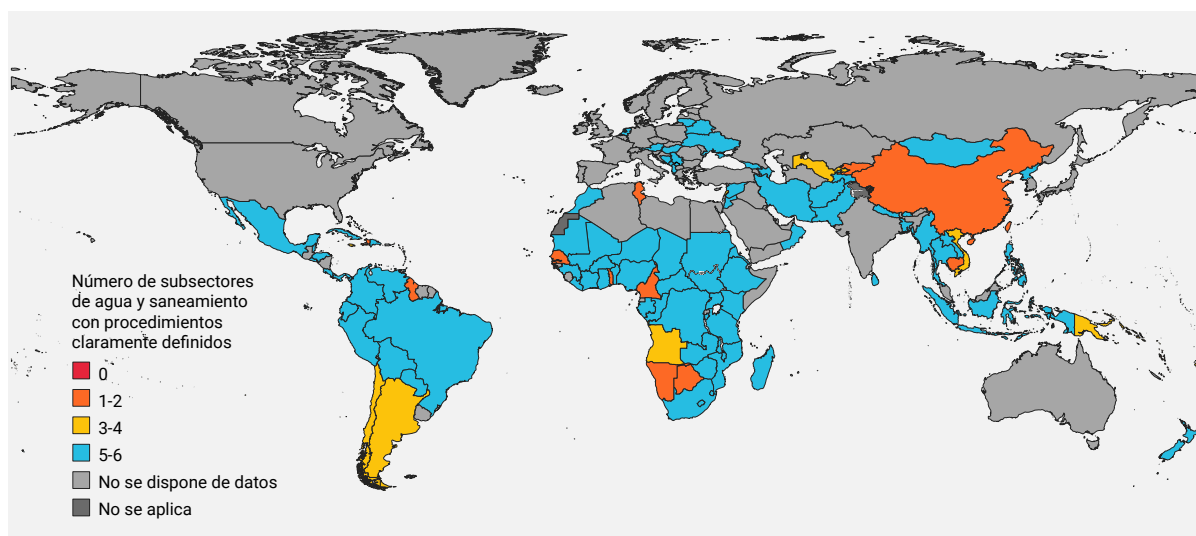 Número de subsectores
de agua y saneamiento
con procedimientos
claramente definidos
0
1-2
3-4
5-6
No se dispone de datos
No se aplica